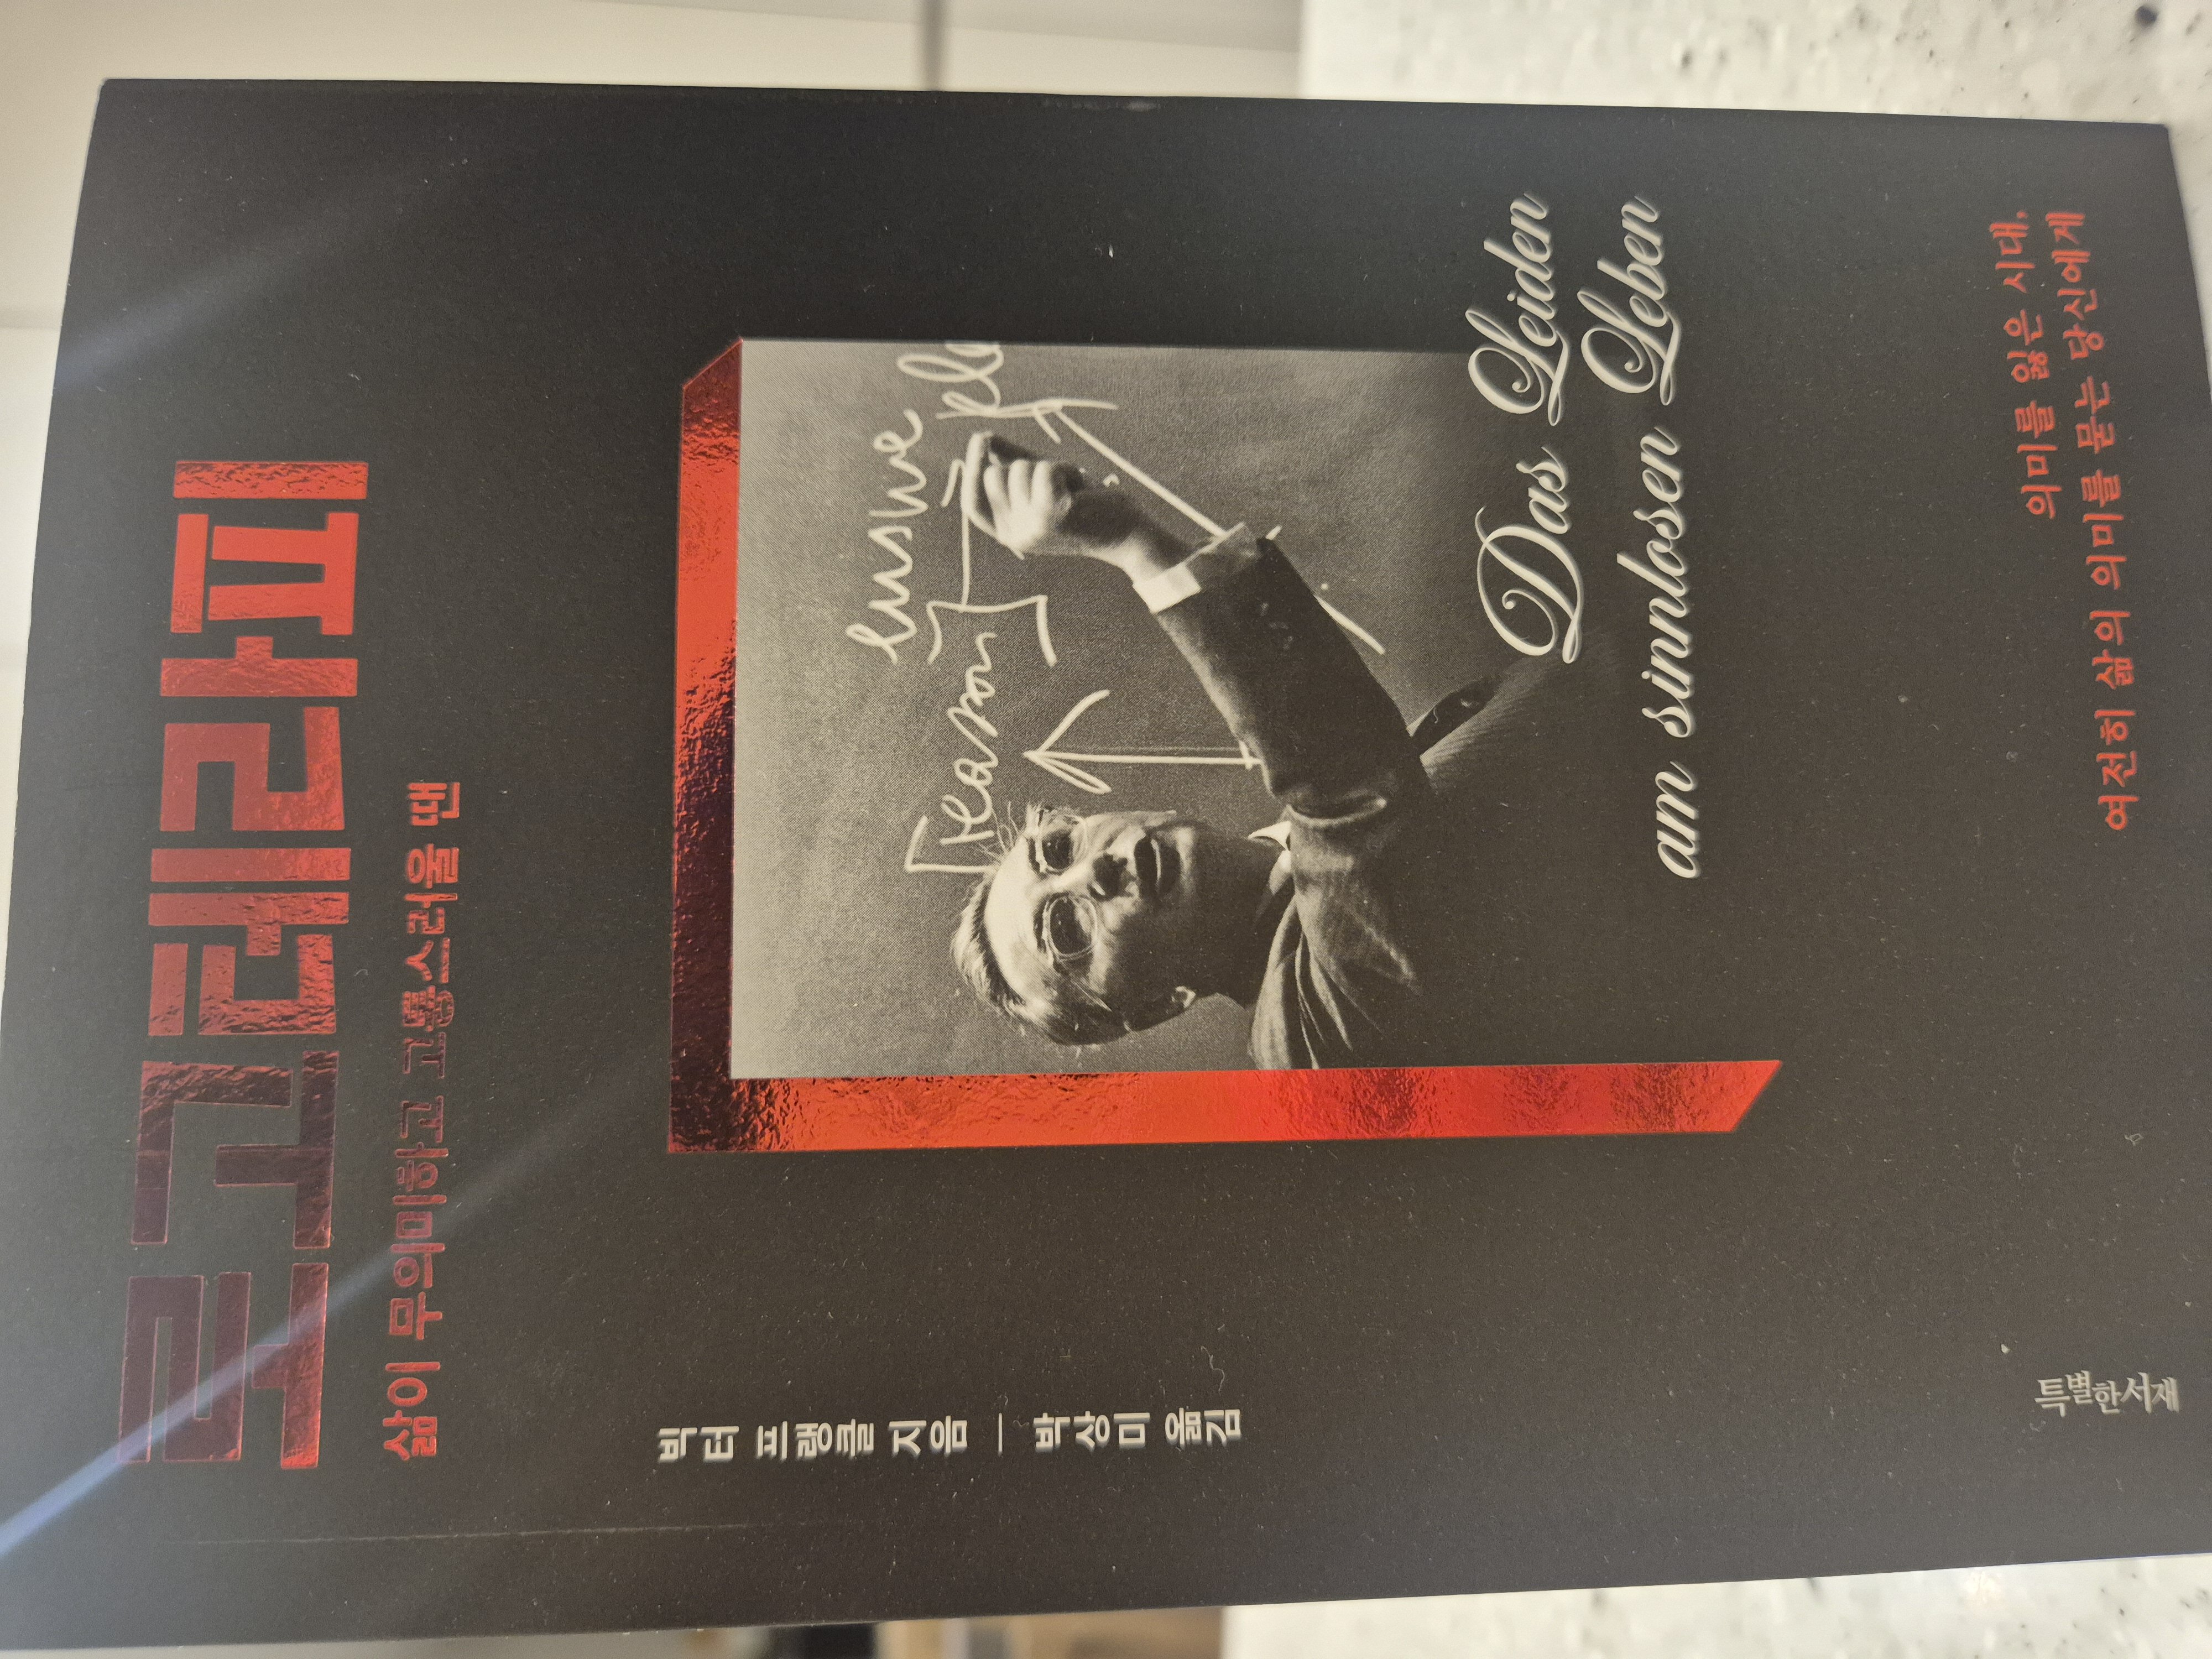 로고테라피
삶이 무의미하고 고통스러울 땐
빅터 프랭클 지음 — 박상미 옮김
[reason]
Das Leiden
am sinnlosen Leben
의미를 잃은 시대,
여전히 삶의 의미를 묻는 당신에게
특별한서재